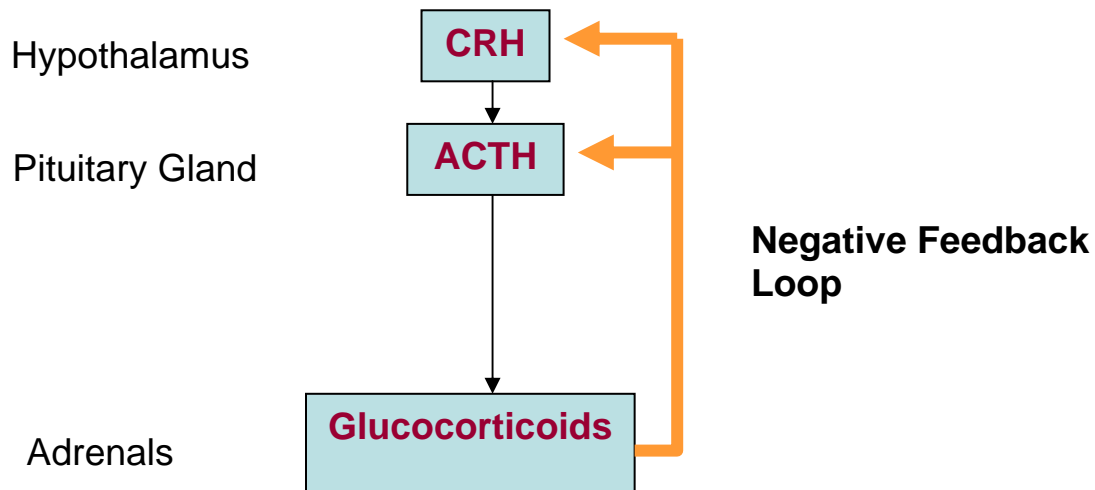 Hypothalamus
CRH
Pituitary Gland
ACTH
Negative Feedback
Loop
Adrenals
Glucocorticoids